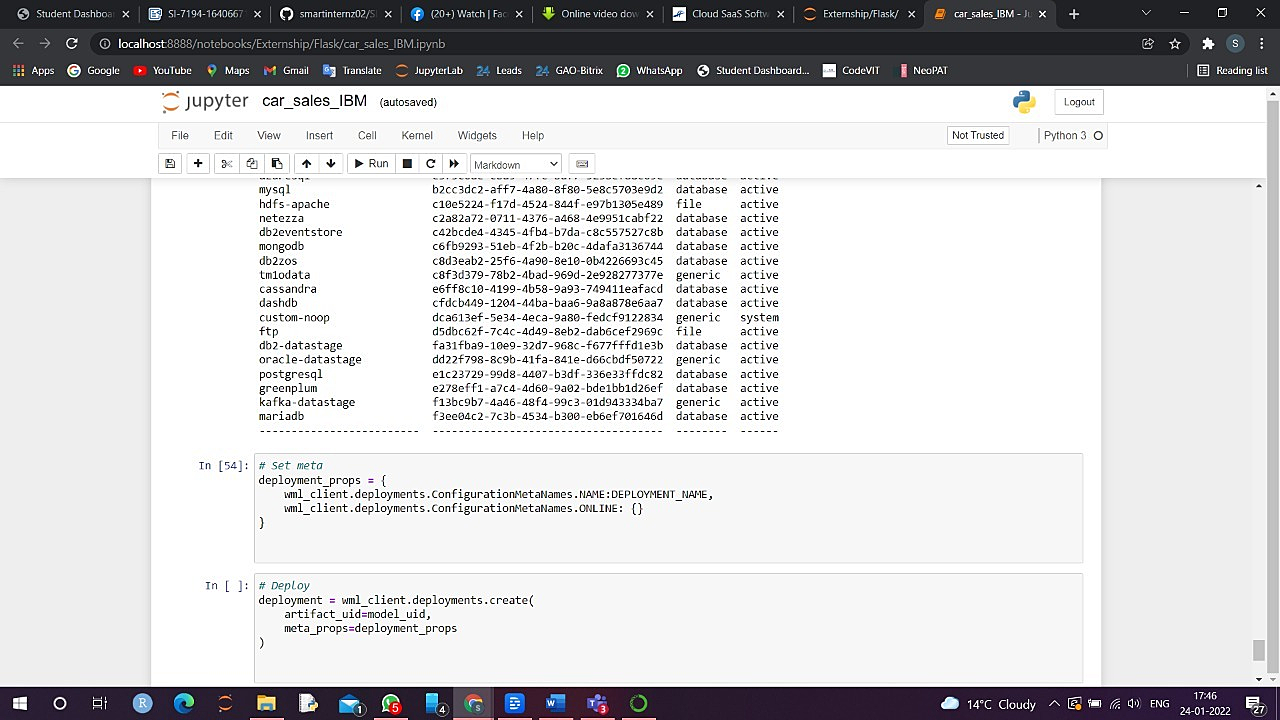 Student Dashboa
SI-7194-1640667
smartinternz02/SI
(20+) Watch | Fac
Online video dow
Cloud SaaS Softw
Externship/Flask/
car_sales_IBM - Ju
localhost:8888/notebooks/Externship/Flask/car_sales_IBM.ipynb
S
Apps
Google
YouTube
Maps
Gmail
Translate
JupyterLab
24 Leads
24 GAO-Bitrix
WhatsApp
Student Dashboard...
CodeVIT
NeoPAT
Reading list
jupyter car_sales_IBM (autosaved)
Logout
File Edit View Insert Cell Kernel Widgets Help
Not Trusted
Python 3
Run
Markdown
mysql b2cc3dc2-aff7-4a80-8f80-5e8c5703e9d2 database active
hdfs-apache c10e5224-f17d-4524-844f-e97b1305e489 file active
netezza c2a82a72-0711-4376-a468-4e9951cabf22 database active
db2eventstore c42bcde4-4345-4fb4-b7da-c8c557527c8b database active
mongodb c6fb9293-51eb-4f2b-b20c-4dafa3136744 database active
db2zos c8d3eab2-25f6-4a90-8e10-0b4226693c45 database active
tm1odata c8f3d379-78b2-4bad-969d-2e928277377e generic active
cassandra e6ff8c10-4199-4b58-9a93-749411eafacd database active
dashdb cfdcb449-1204-44ba-baa6-9a8a878e6aa7 database active
custom-noop dca613ef-5e34-4eca-9a80-fedcf9122834 generic system
ftp d5dbc62f-7c4c-4d49-8eb2-dab6cef2969c file active
db2-datastage fa31fba9-10e9-32d7-968c-f677fffd1e3b database active
oracle-datastage dd22f798-8c9b-41fa-841e-d66cbdf50722 generic active
postgresql e1c23729-99d8-4407-b3df-336e33ffdc82 database active
greenplum e278eff1-a7c4-4d60-9a02-bde1bb1d26ef database active
kafka-datastage f13bc9b7-4a46-48f4-99c3-01d943334ba7 generic active
mariadb f3ee04c2-7c3b-4534-b300-eb6ef701646d database active
------------------------- ------------------------------------ -------- ------
In [54]:
# Set meta
deployment_props = {
    wml_client.deployments.ConfigurationMetaNames.NAME:DEPLOYMENT_NAME,
    wml_client.deployments.ConfigurationMetaNames.ONLINE: {}
}
In [ ]:
# Deploy
deployment = wml_client.deployments.create(
    artifact_uid=model_uid,
    meta_props=deployment_props
)
1
5
4
3
14°C Cloudy
ENG
17:46
24-01-2022
27